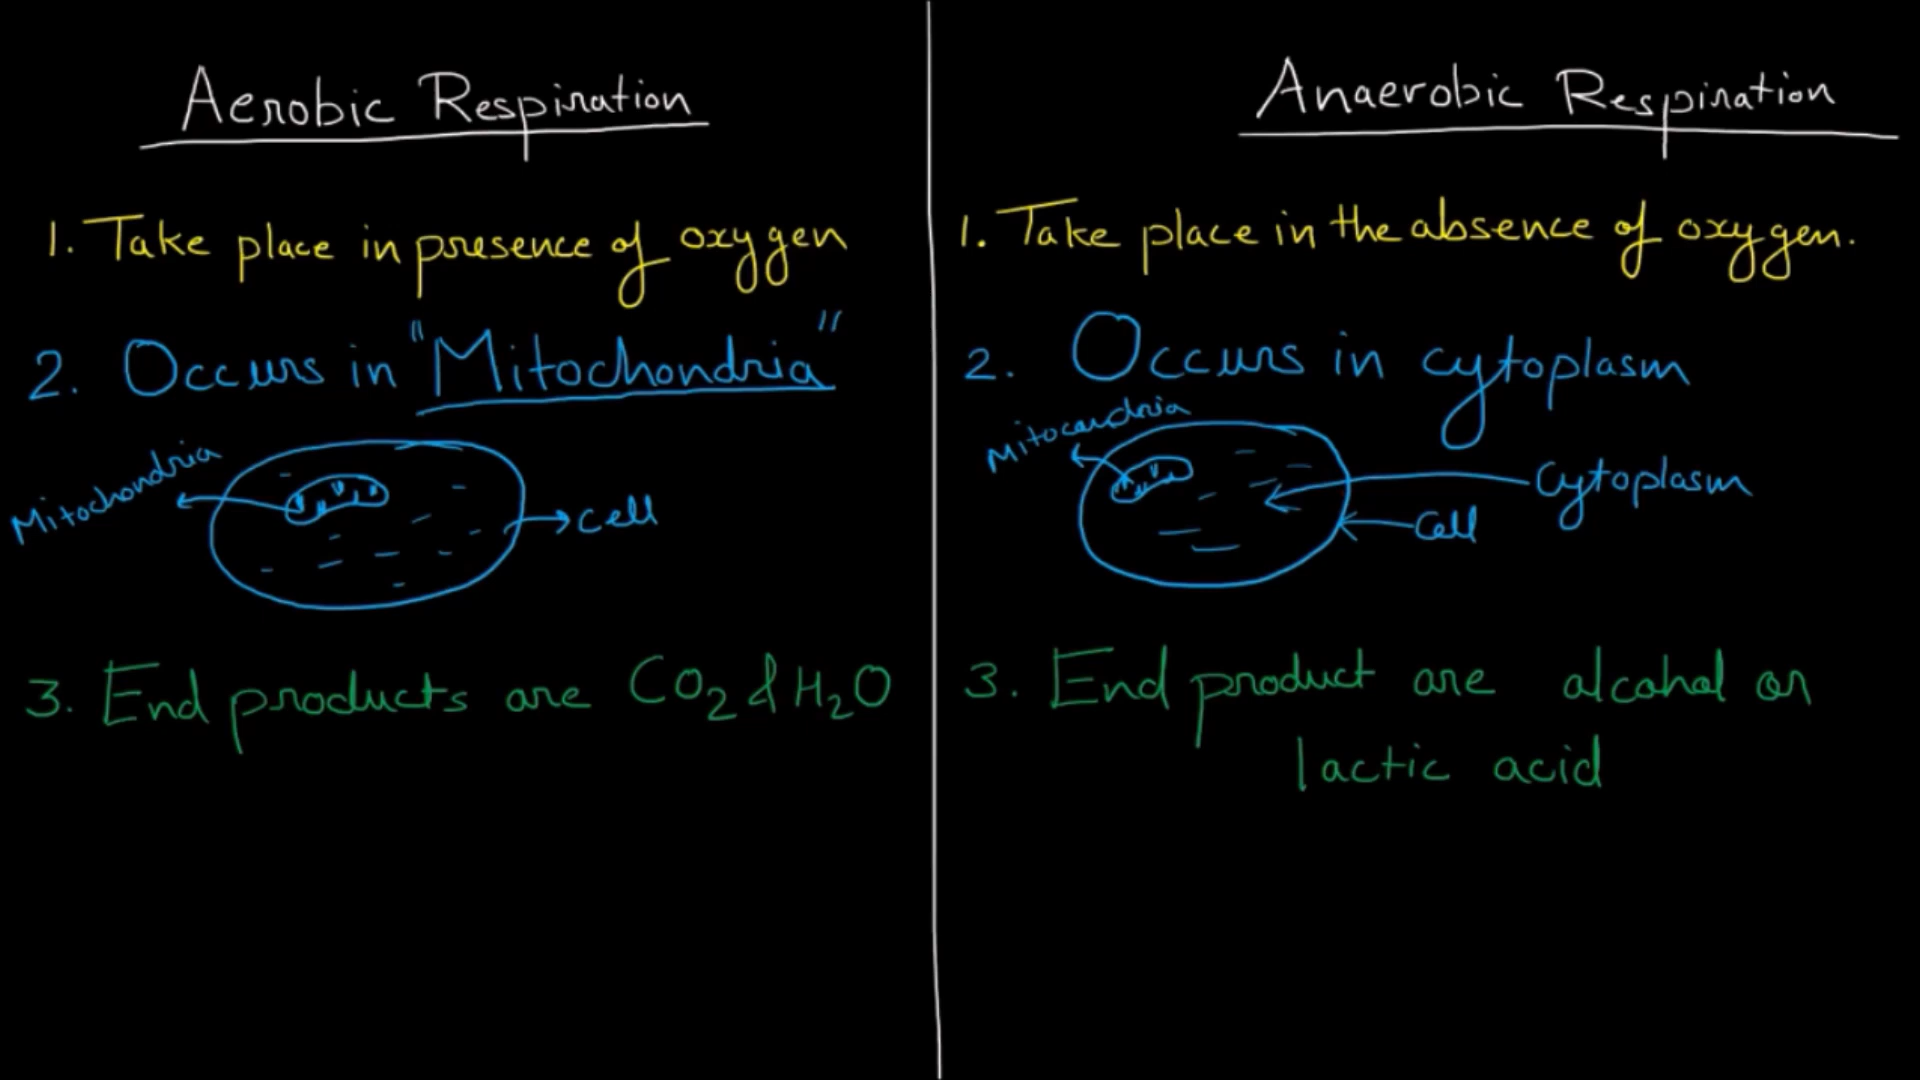 Aerobic Respiration
1. Take place in presence of oxygen
2. Occurs in "Mitochondria"
Mitochondria
cell
3. End products are CO2 & H2O
Anaerobic Respiration
1. Take place in the absence of oxygen.
2. Occurs in cytoplasm
Mitocandria
Cytoplasm
Cell
3. End product are alcohol or
lactic acid